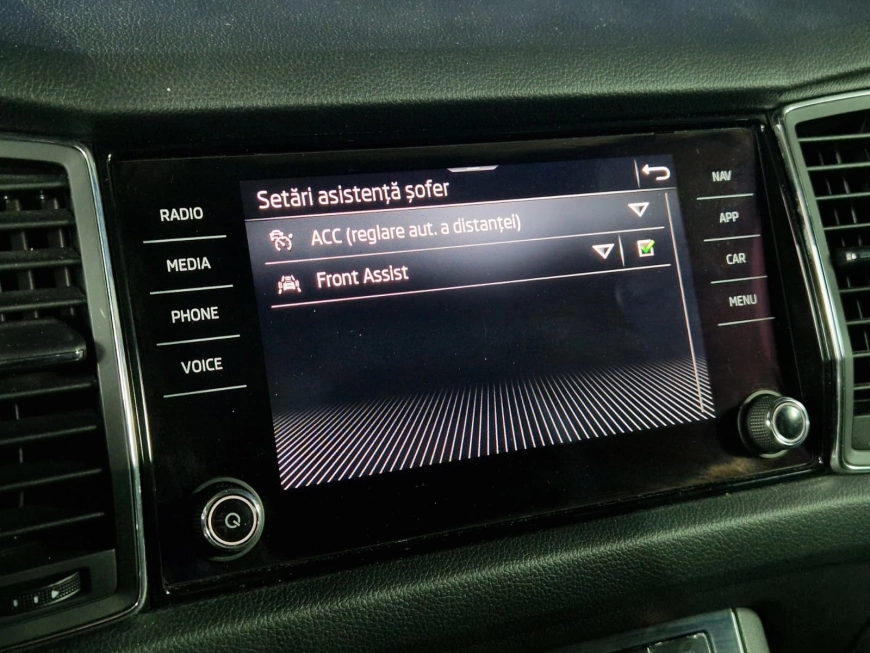 Setări asistență șofer
ACC (reglare aut. a distanței)
Front Assist
RADIO
MEDIA
PHONE
VOICE
NAV
APP
CAR
MENU